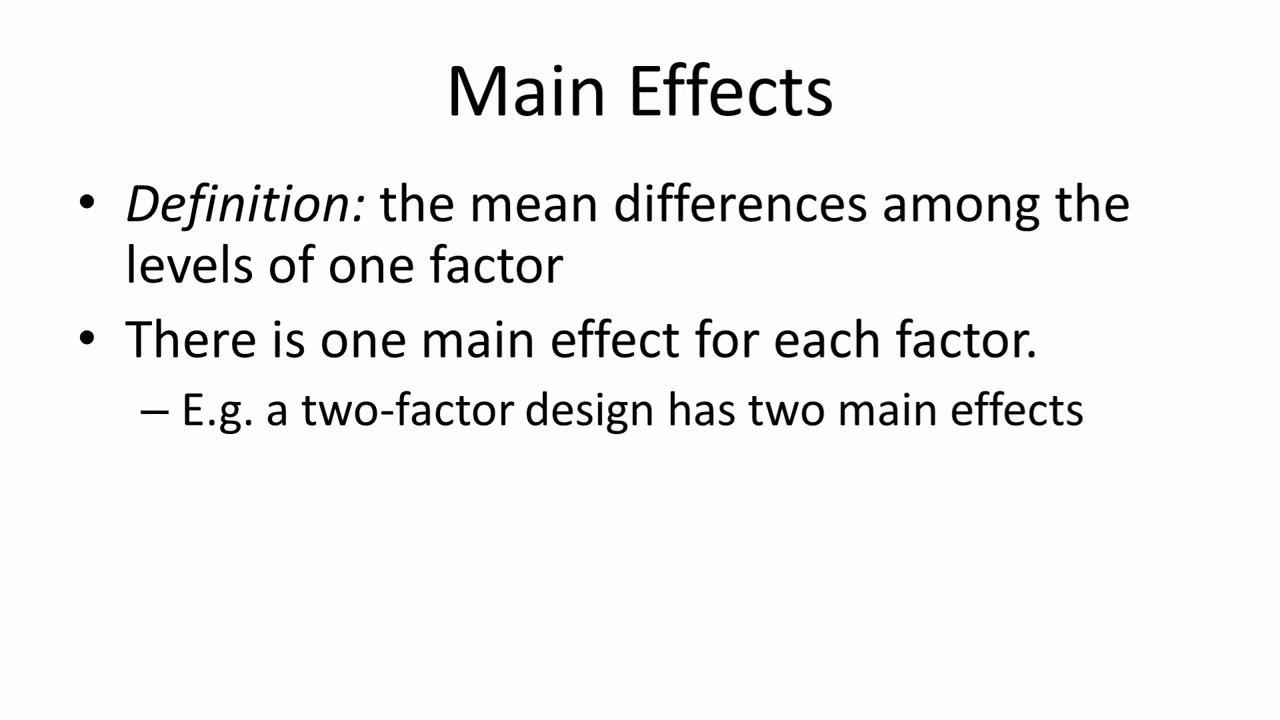 Main Effects
• Definition: the mean differences among the
levels of one factor
• There is one main effect for each factor.
– E.g. a two-factor design has two main effects